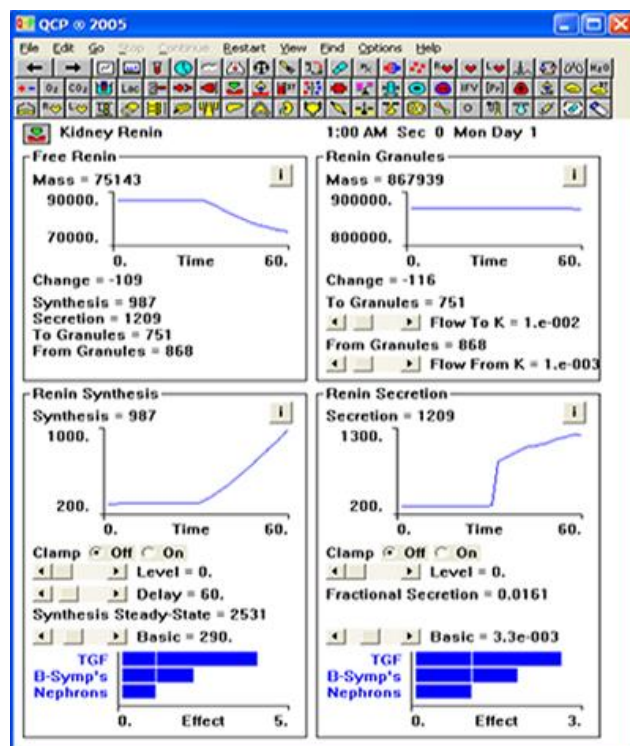 QCP ® 2005
File Edit Go Stop Continue Restart View Find Options Help
O2 CO2 Lac IFV [Pr] H2O
Kidney Renin 1:00 AM Sec 0 Mon Day 1
Free Renin
Mass = 75143
i
90000.
70000.
0. Time 60.
Change = -109
Synthesis = 987
Secretion = 1209
To Granules = 751
From Granules = 868
Renin Granules
Mass = 867939
i
900000.
800000.
0. Time 60.
Change = -116
To Granules = 751
Flow To K = 1.e-002
From Granules = 868
Flow From K = 1.e-003
Renin Synthesis
Synthesis = 987
i
1000.
200.
0. Time 60.
Clamp Off On
Level = 0.
Delay = 60.
Synthesis Steady-State = 2531
Basic = 290.
TGF
B-Symp's
Nephrons
0. Effect 5.
Renin Secretion
Secretion = 1209
i
1300.
200.
0. Time 60.
Clamp Off On
Level = 0.
Fractional Secretion = 0.0161
Basic = 3.3e-003
TGF
B-Symp's
Nephrons
0. Effect 3.